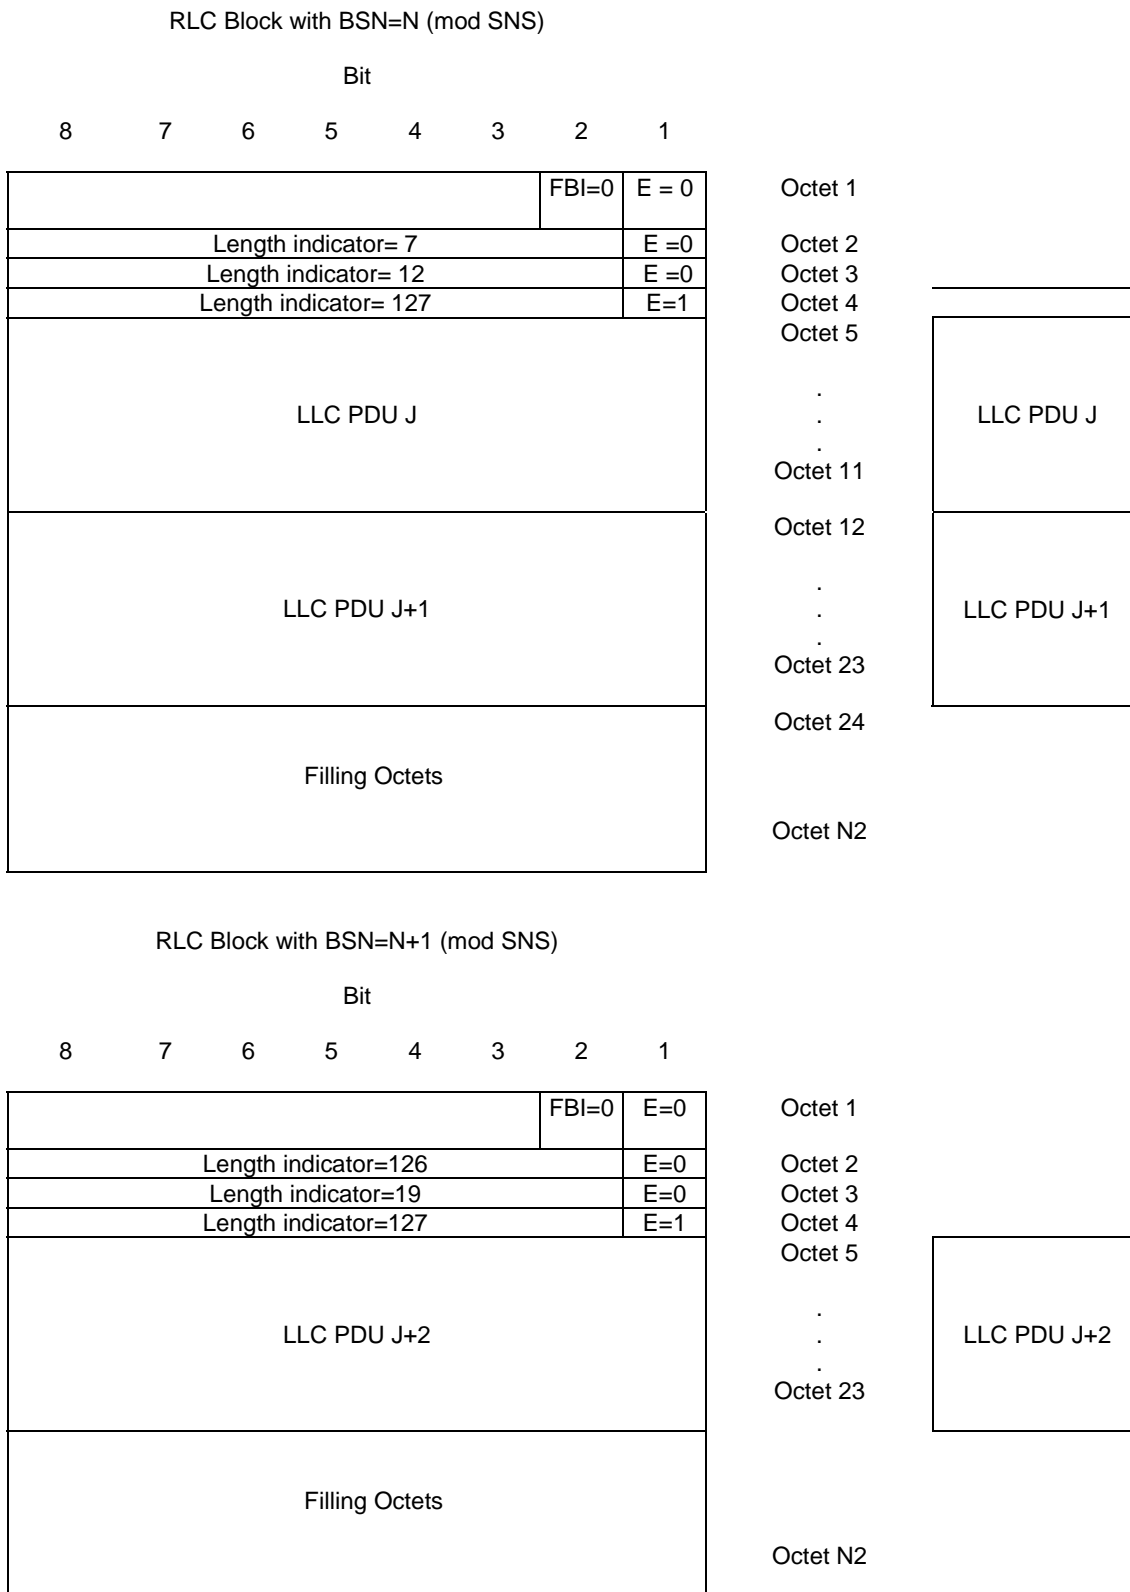 RLC Block with BSN=N (mod SNS)
Bit
8 7 6 5 4 3 2 1
FBI=0 E = 0 Octet 1
Length indicator= 7 E =0 Octet 2
Length indicator= 12 E =0 Octet 3
Length indicator= 127 E=1 Octet 4
Octet 5
.
LLC PDU J . LLC PDU J
.
Octet 11
Octet 12
.
LLC PDU J+1 . LLC PDU J+1
.
Octet 23
Octet 24
Filling Octets
Octet N2
RLC Block with BSN=N+1 (mod SNS)
Bit
8 7 6 5 4 3 2 1
FBI=0 E=0 Octet 1
Length indicator=126 E=0 Octet 2
Length indicator=19 E=0 Octet 3
Length indicator=127 E=1 Octet 4
Octet 5
.
LLC PDU J+2 . LLC PDU J+2
.
Octet 23
Filling Octets
Octet N2